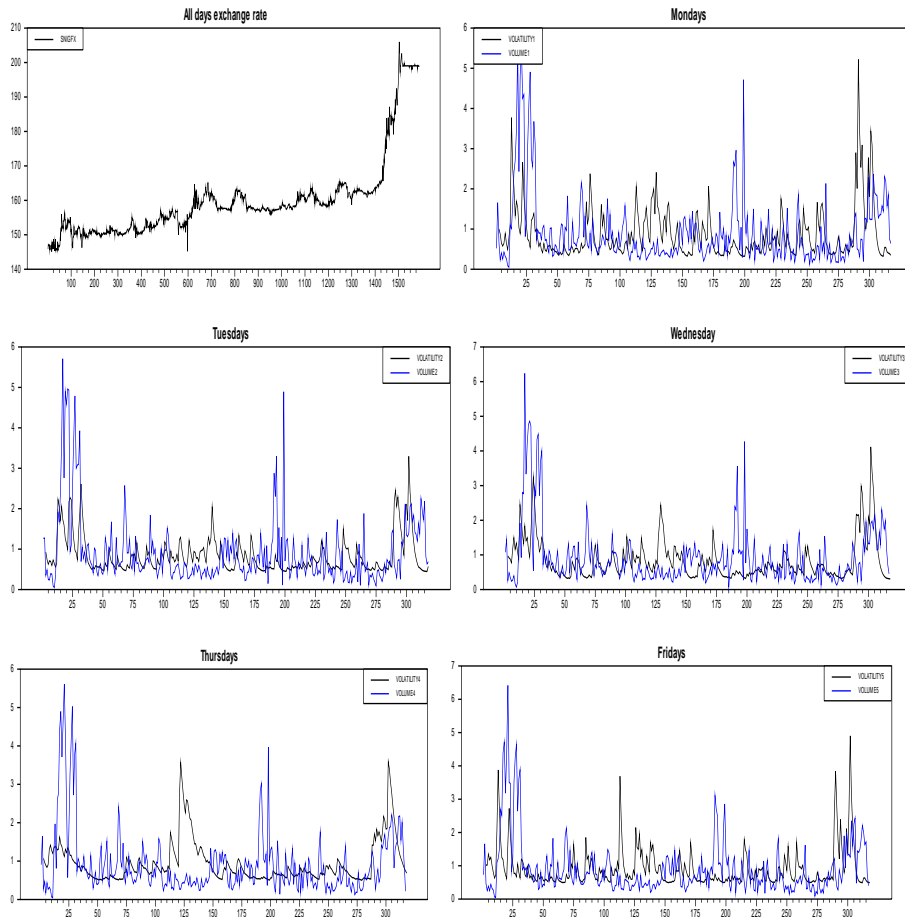 All days exchange rate
SNIGFX
210
200
190
180
170
160
150
140
100 200 300 400 500 600 700 800 900 1000 1100 1200 1300 1400 1500
Mondays
VOLATILITY1
VOLUME1
6
5
4
3
2
1
0
25 50 75 100 125 150 175 200 225 250 275 300
Tuesdays
VOLATILITY2
VOLUME2
6
5
4
3
2
1
0
25 50 75 100 125 150 175 200 225 250 275 300
Wednesday
VOLATILITY3
VOLUME3
7
6
5
4
3
2
1
0
25 50 75 100 125 150 175 200 225 250 275 300
Thursdays
VOLATILITY4
VOLUME4
6
5
4
3
2
1
0
25 50 75 100 125 150 175 200 225 250 275 300
Fridays
VOLATILITY5
VOLUME5
7
6
5
4
3
2
1
0
25 50 75 100 125 150 175 200 225 250 275 300